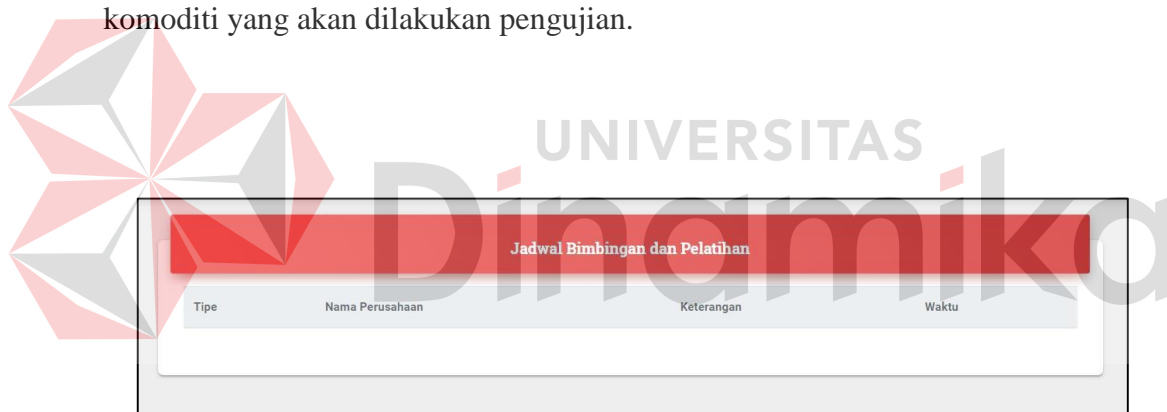 komoditi yang akan dilakukan pengujian.
UNIVERSITAS
Dinamika
Jadwal Bimbingan dan Pelatihan
Tipe Nama Perusahaan Keterangan Waktu